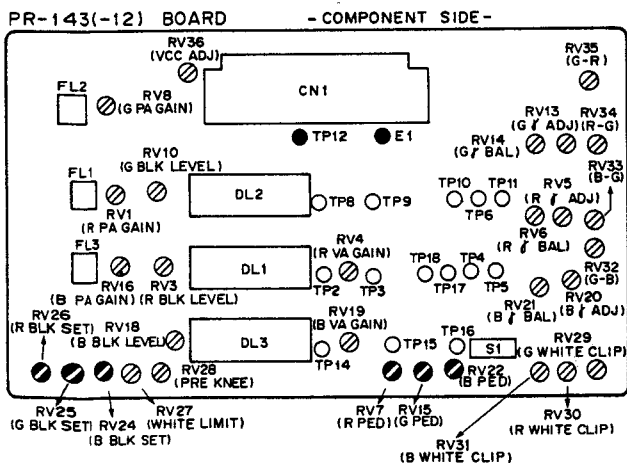 PR-143(-12) BOARD -COMPONENT SIDE-
RV36
(VCC ADJ)
RV35
(G-R)
FL2
RV8
(G PA GAIN)
CN1
TP12
E1
RV13
(G γ ADJ)
RV34
(R-G)
RV14
(G γ BAL)
RV33
(B-G)
RV10
(G BLK LEVEL)
FL1
RV1
(R PA GAIN)
DL2
TP8
TP9
TP10
TP11
TP6
RV5
(R γ ADJ)
RV6
(R γ BAL)
FL3
RV16
(B PA GAIN)
RV3
(R BLK LEVEL)
DL1
RV4
(R VA GAIN)
TP2
TP3
TP18
TP4
TP17
TP5
RV32
(G-B)
RV21
(B γ BAL)
RV20
(B γ ADJ)
RV26
(R BLK SET)
RV18
(B BLK LEVEL)
DL3
RV19
(B VA GAIN)
TP14
TP15
TP16
S1
RV29
(G WHITE CLIP)
RV28
(PRE KNEE)
RV22
(B PED)
RV25
(G BLK SET)
RV24
(B BLK SET)
RV27
(WHITE LIMIT)
RV7
(R PED)
RV15
(G PED)
RV31
(B WHITE CLIP)
RV30
(R WHITE CLIP)